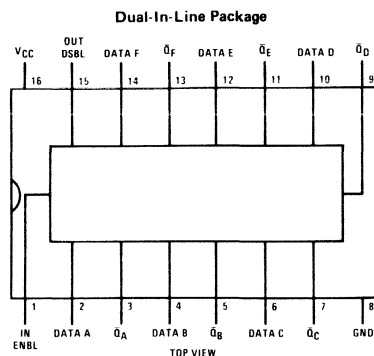 Dual-In-Line Package
VCC OUT DSBL DATA F Q̄F DATA E Q̄E DATA D Q̄D
16 15 14 13 12 11 10 9
1 2 3 4 5 6 7 8
IN ENBL DATA A Q̄A DATA B Q̄B DATA C Q̄C GND
TOP VIEW